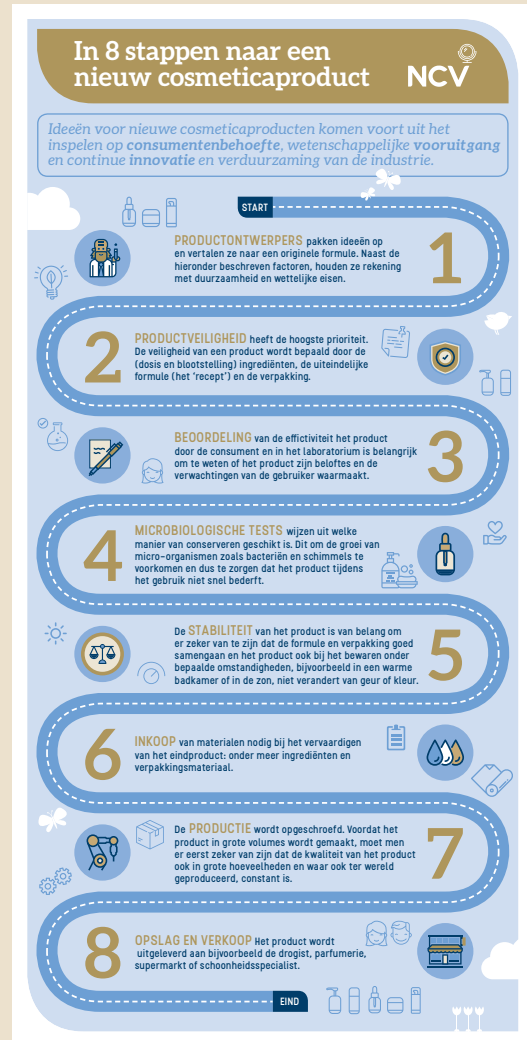 In 8 stappen naar een
nieuw cosmeticaproduct
NCV
Ideeën voor nieuwe cosmeticaproducten komen voort uit het
inspelen op consumentenbehoefte, wetenschappelijke vooruitgang
en continue innovatie en verduurzaming van de industrie.
START
PRODUCTONTWERPERS pakken ideeën op
en vertalen ze naar een originele formule. Naast de
hieronder beschreven factoren, houden ze rekening
met duurzaamheid en wettelijke eisen.
1
2
PRODUCTVEILIGHEID heeft de hoogste prioriteit.
De veiligheid van een product wordt bepaald door de
(dosis en blootstelling) ingrediënten, de uiteindelijke
formule (het ‘recept’) en de verpakking.
BEOORDELING van de effictiviteit het product
door de consument en in het laboratorium is belangrijk
om te weten of het product zijn beloftes en de
verwachtingen van de gebruiker waarmaakt.
3
4
MICROBIOLOGISCHE TESTS wijzen uit welke
manier van conserveren geschikt is. Dit om de groei van
micro-organismen zoals bacteriën en schimmels te
voorkomen en dus te zorgen dat het product tijdens
het gebruik niet snel bederft.
De STABILITEIT van het product is van belang om
er zeker van te zijn dat de formule en verpakking goed
samengaan en het product ook bij het bewaren onder
bepaalde omstandigheden, bijvoorbeeld in een warme
badkamer of in de zon, niet verandert van geur of kleur.
5
6
INKOOP van materialen nodig bij het vervaardigen
van het eindproduct: onder meer ingrediënten en
verpakkingsmateriaal.
De PRODUCTIE wordt opgeschroefd. Voordat het
product in grote volumes wordt gemaakt, moet men
er eerst zeker van zijn dat de kwaliteit van het product
ook in grote hoeveelheden en waar ook ter wereld
geproduceerd, constant is.
7
8
OPSLAG EN VERKOOP Het product wordt
uitgeleverd aan bijvoorbeeld de drogist, parfumerie,
supermarkt of schoonheidsspecialist.
EIND